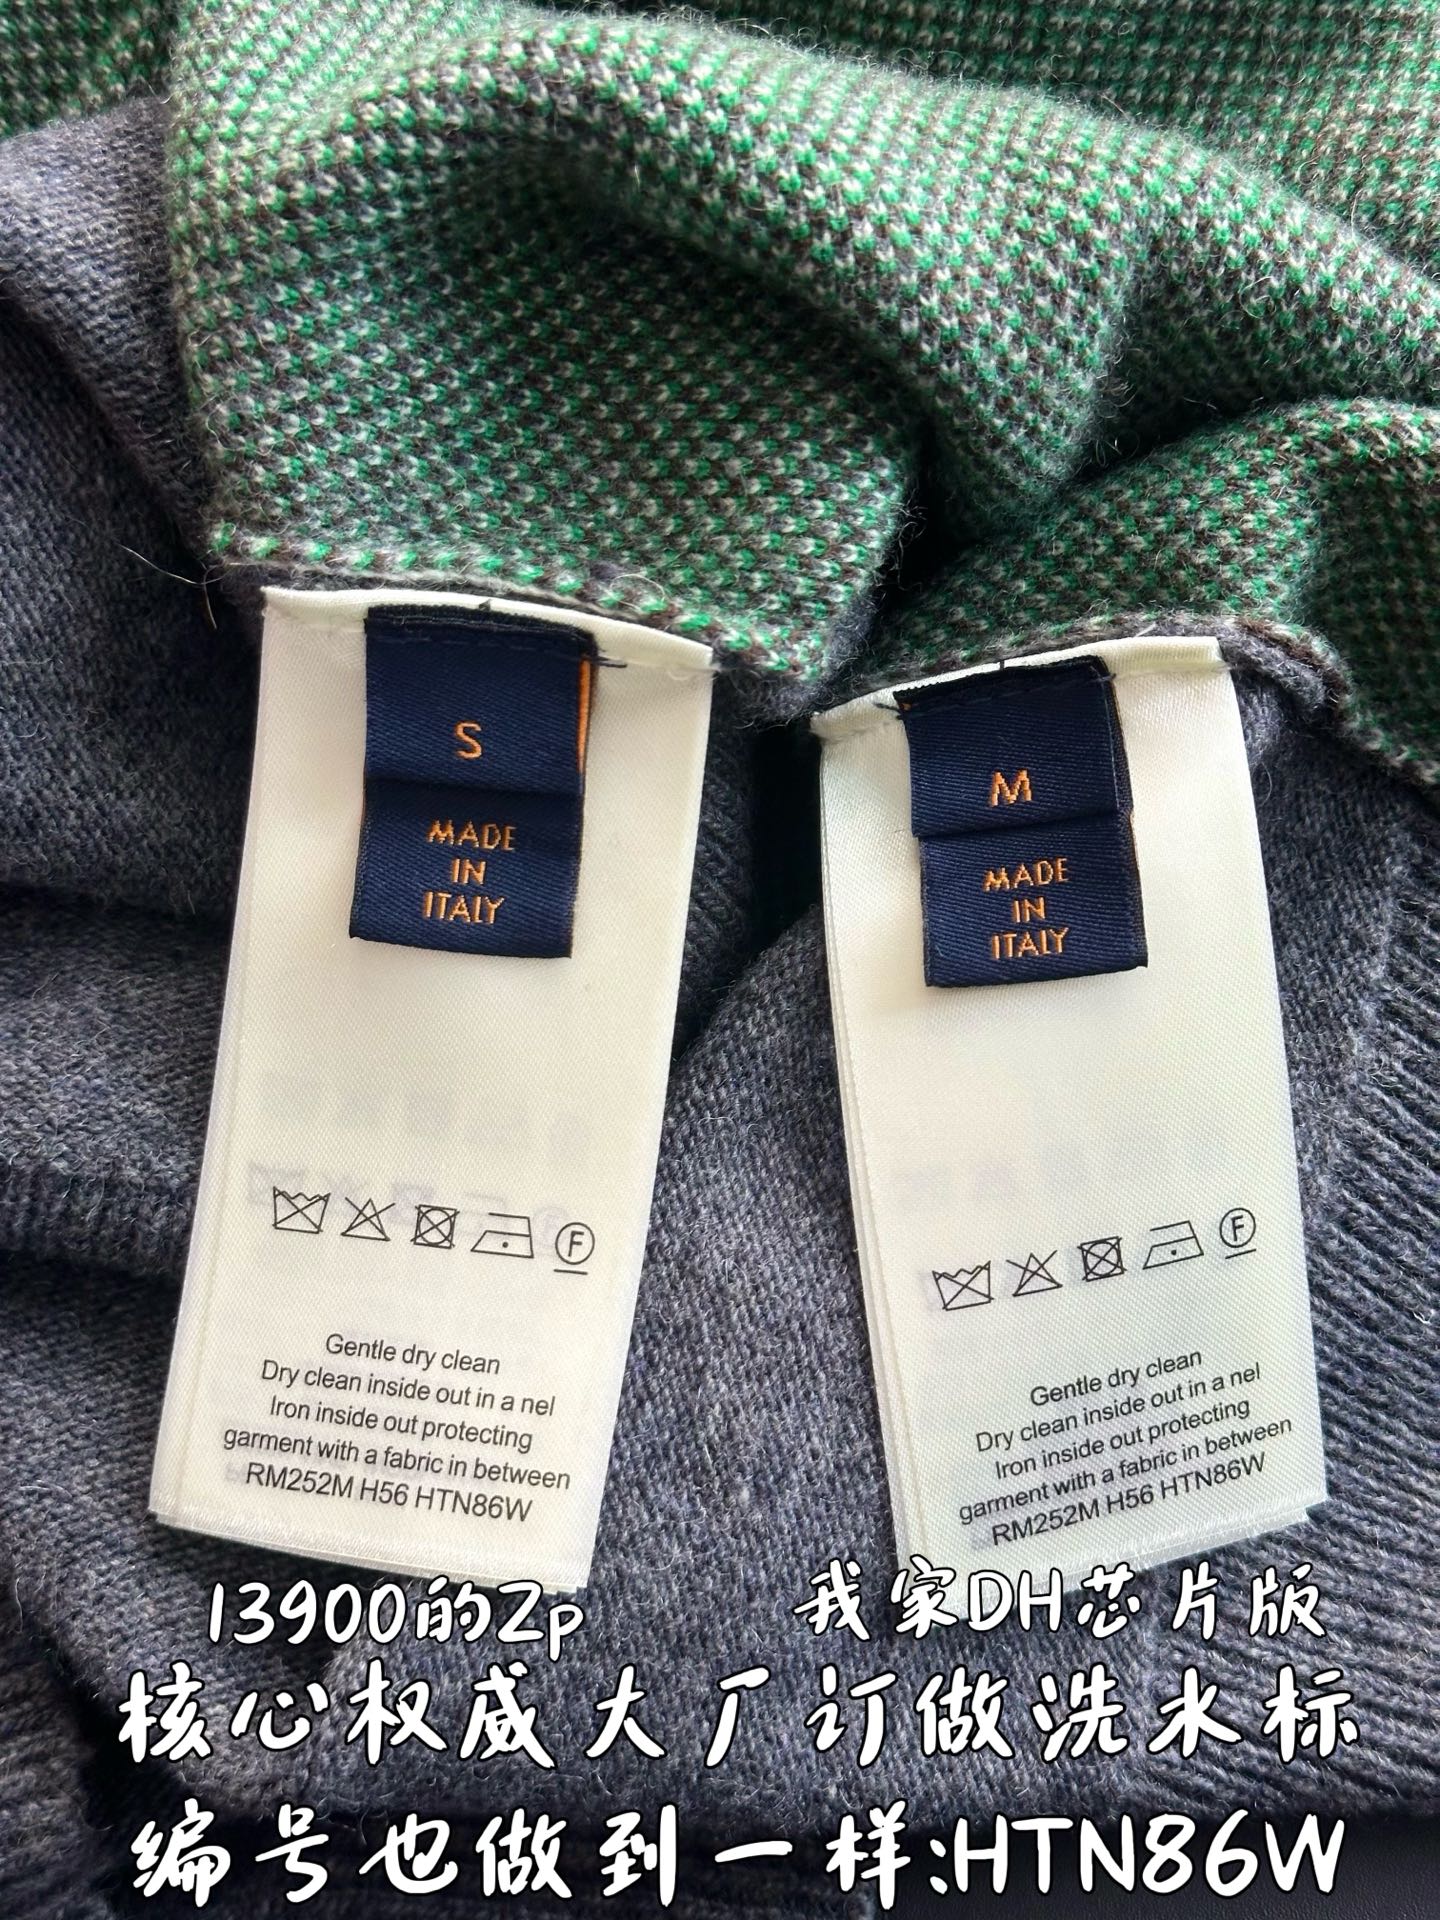 S
MADE
IN
ITALY
Gentle dry clean
Dry clean inside out in a nel
Iron inside out protecting
garment with a fabric in between
RM252M H56 HTN86W
M
MADE
IN
ITALY
Gentle dry clean
Dry clean inside out in a nel
Iron inside out protecting
garment with a fabric in between
RM252M H56 HTN86W
F
F
13900的Zp
我家DH芯片版
核心权威大厂订做洗水标
编号也做到一样:HTN86W